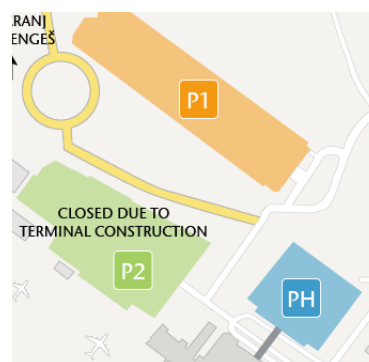 RANJ
ENGEŠ
P1
CLOSED DUE TO
TERMINAL CONSTRUCTION
P2
PH